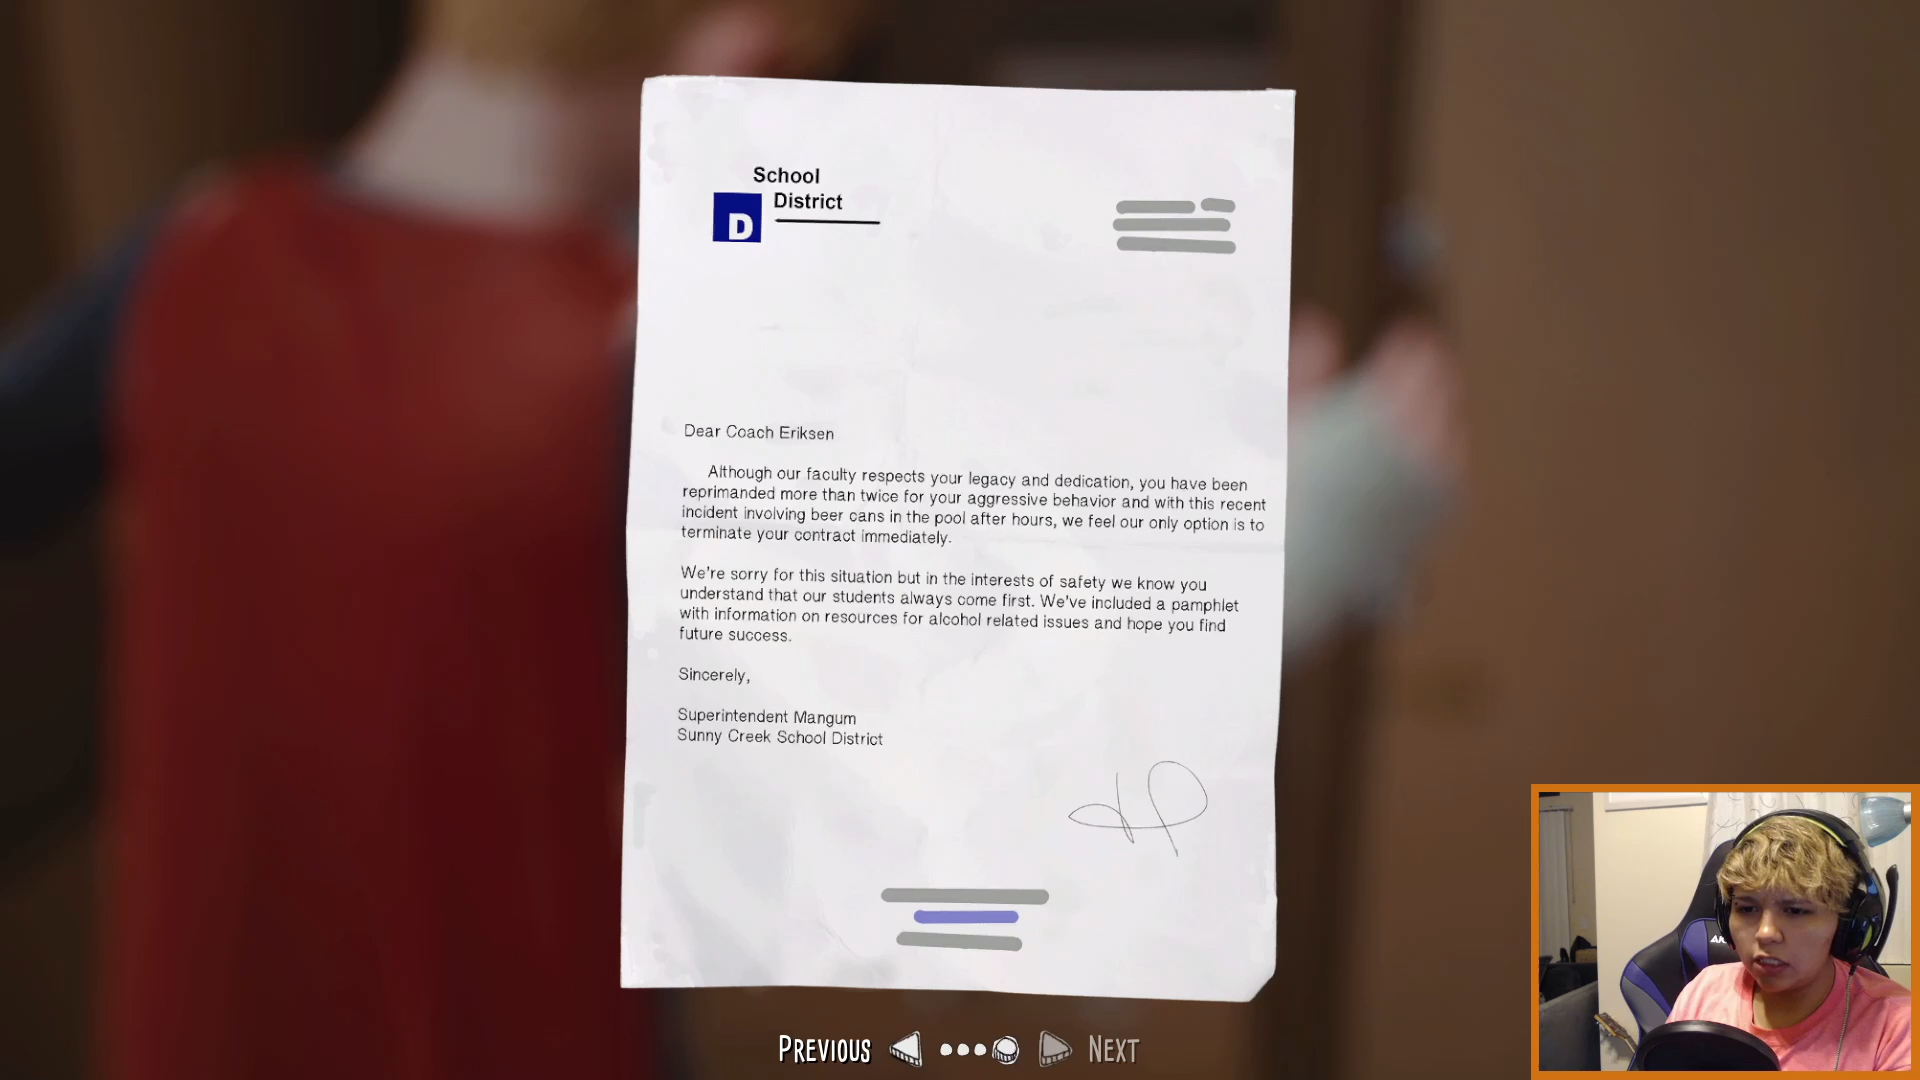 School
District
D
Dear Coach Eriksen
Although our faculty respects your legacy and dedication, you have been
reprimanded more than twice for your aggressive behavior and with this recent
incident involving beer cans in the pool after hours, we feel our only option is to
terminate your contract immediately.
We're sorry for this situation but in the interests of safety we know you
understand that our students always come first. We've included a pamphlet
with information on resources for alcohol related issues and hope you find
future success.
Sincerely,
Superintendent Mangum
Sunny Creek School District
PREVIOUS
NEXT